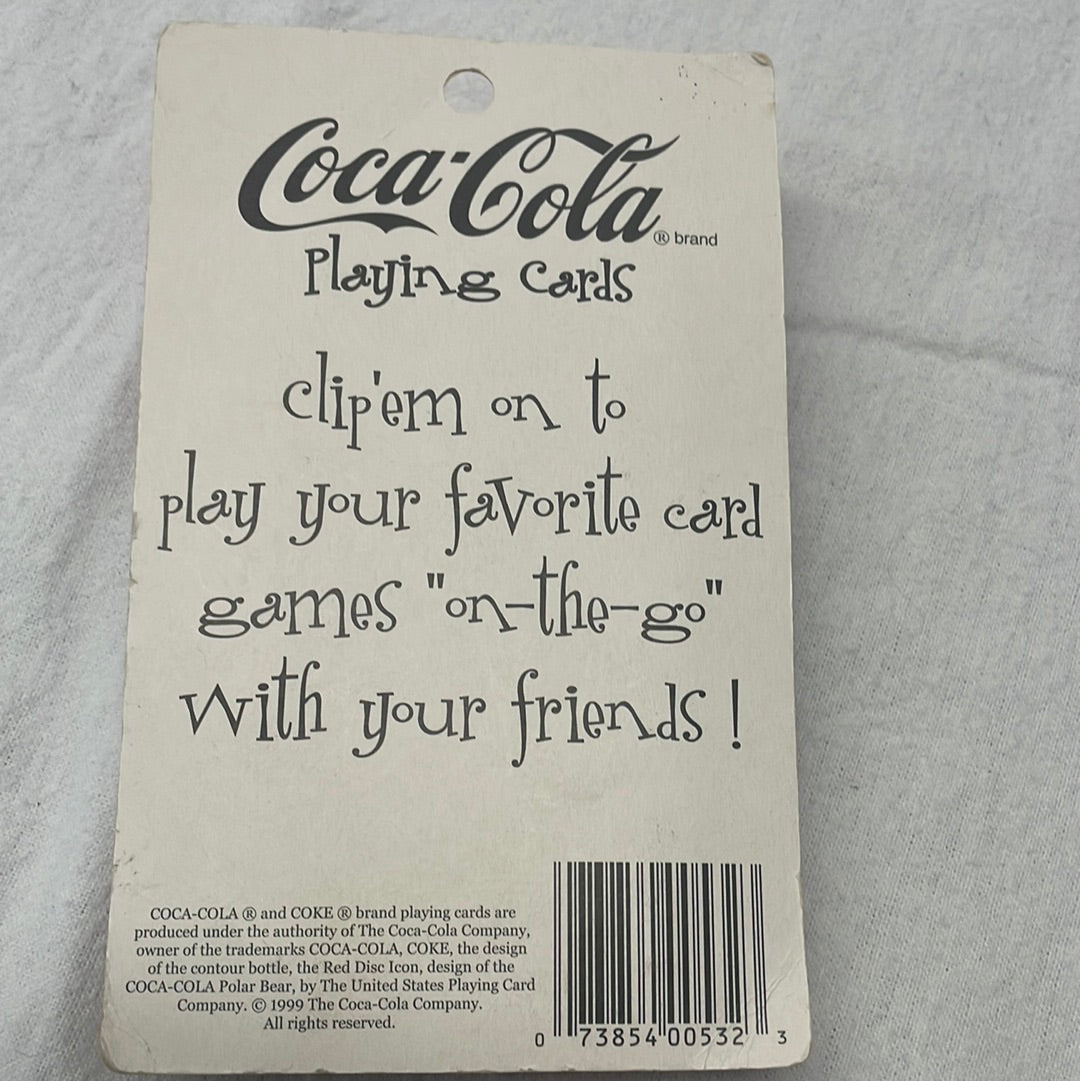 Coca-Cola ® brand
Playing Cards
clip'em on to
play your favorite card
games "on-the-go"
with your friends !
COCA-COLA ® and COKE ® brand playing cards are
produced under the authority of The Coca-Cola Company,
owner of the trademarks COCA-COLA, COKE, the design
of the contour bottle, the Red Disc Icon, design of the
COCA-COLA Polar Bear, by The United States Playing Card
Company. © 1999 The Coca-Cola Company.
All rights reserved.
0 73854 00532 3